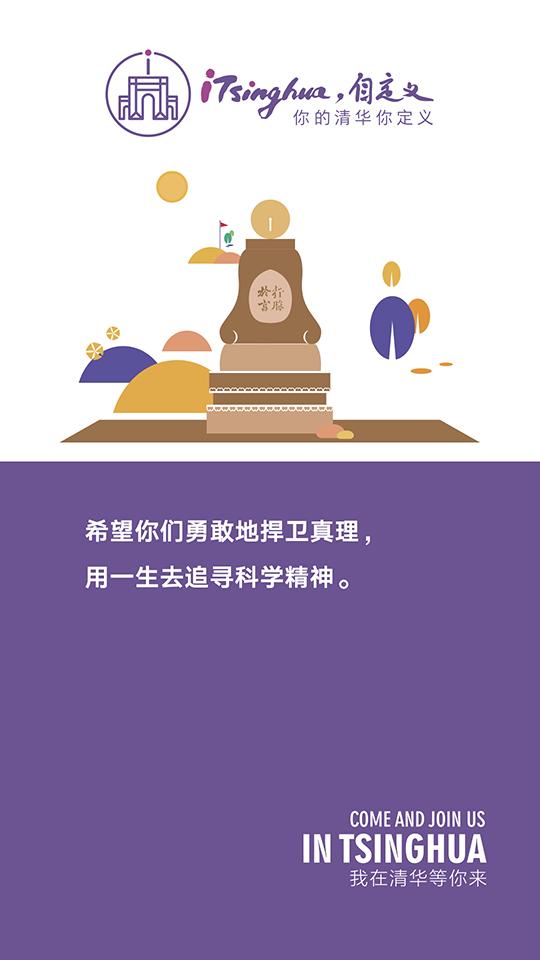 iTsinghua，自定义
你的清华你定义
行勝
於言
希望你们勇敢地捍卫真理，
用一生去追寻科学精神。
COME AND JOIN US
IN TSINGHUA
我在清华等你来